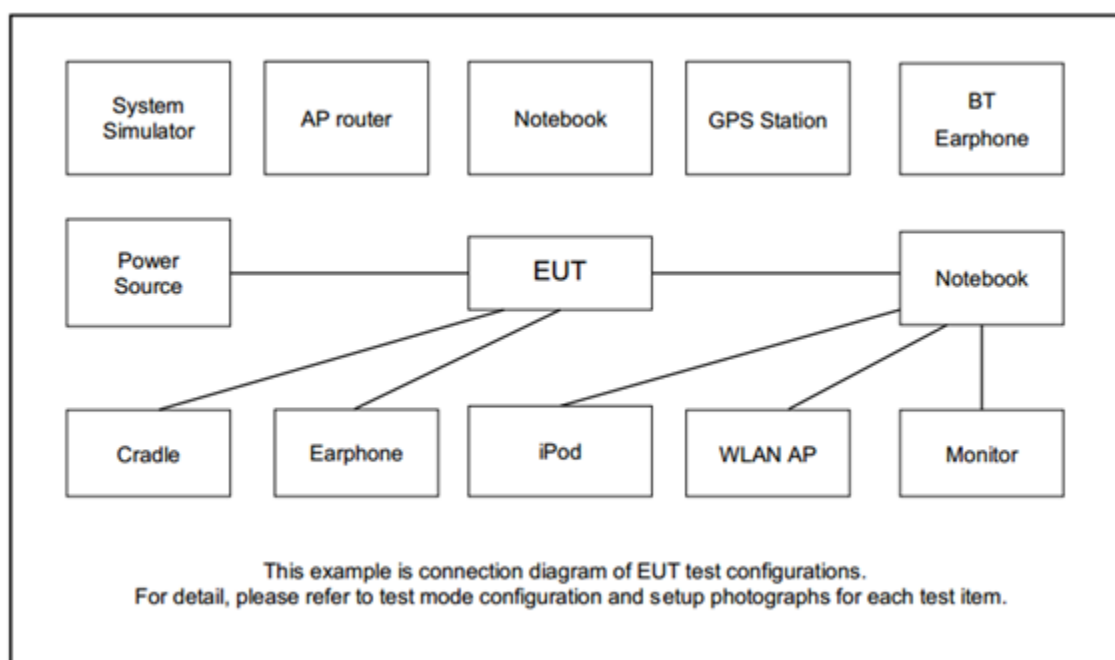 System
Simulator
AP router
Notebook
GPS Station
BT
Earphone
Power
Source
EUT
Notebook
Cradle
Earphone
iPod
WLAN AP
Monitor
This example is connection diagram of EUT test configurations.
For detail, please refer to test mode configuration and setup photographs for each test item.